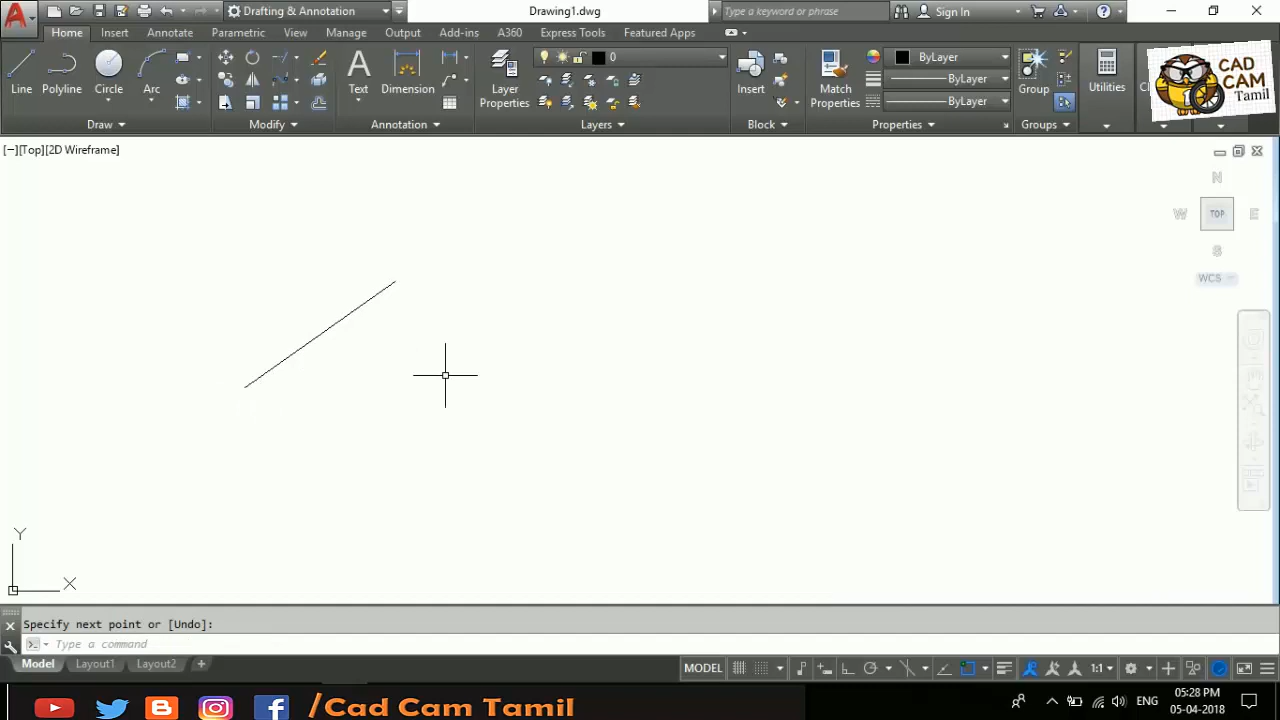 Drafting & Annotation
Drawing1.dwg
Type a keyword or phrase
Sign In
Home Insert Annotate Parametric View Manage Output Add-ins A360 Express Tools Featured Apps
Line Polyline Circle Arc
Text Dimension
Layer Properties
0
Insert
Match Properties
ByLayer
ByLayer
ByLayer
Group
Utilities
CAD
CAM
Tamil
Draw Modify Annotation Layers Block Properties Groups
[−][Top][2D Wireframe]
N
W TOP E
S
WCS
Y
X
Specify next point or [Undo]:
Type a command
Model Layout1 Layout2 +
MODEL
1:1
/Cad Cam Tamil
ENG
05:28 PM
05-04-2018